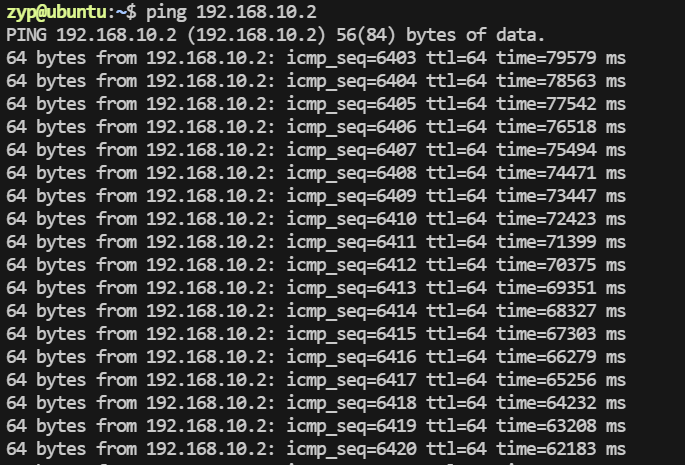 zyp@ubuntu:~$ ping 192.168.10.2
PING 192.168.10.2 (192.168.10.2) 56(84) bytes of data.
64 bytes from 192.168.10.2: icmp_seq=6403 ttl=64 time=79579 ms
64 bytes from 192.168.10.2: icmp_seq=6404 ttl=64 time=78563 ms
64 bytes from 192.168.10.2: icmp_seq=6405 ttl=64 time=77542 ms
64 bytes from 192.168.10.2: icmp_seq=6406 ttl=64 time=76518 ms
64 bytes from 192.168.10.2: icmp_seq=6407 ttl=64 time=75494 ms
64 bytes from 192.168.10.2: icmp_seq=6408 ttl=64 time=74471 ms
64 bytes from 192.168.10.2: icmp_seq=6409 ttl=64 time=73447 ms
64 bytes from 192.168.10.2: icmp_seq=6410 ttl=64 time=72423 ms
64 bytes from 192.168.10.2: icmp_seq=6411 ttl=64 time=71399 ms
64 bytes from 192.168.10.2: icmp_seq=6412 ttl=64 time=70375 ms
64 bytes from 192.168.10.2: icmp_seq=6413 ttl=64 time=69351 ms
64 bytes from 192.168.10.2: icmp_seq=6414 ttl=64 time=68327 ms
64 bytes from 192.168.10.2: icmp_seq=6415 ttl=64 time=67303 ms
64 bytes from 192.168.10.2: icmp_seq=6416 ttl=64 time=66279 ms
64 bytes from 192.168.10.2: icmp_seq=6417 ttl=64 time=65256 ms
64 bytes from 192.168.10.2: icmp_seq=6418 ttl=64 time=64232 ms
64 bytes from 192.168.10.2: icmp_seq=6419 ttl=64 time=63208 ms
64 bytes from 192.168.10.2: icmp_seq=6420 ttl=64 time=62183 ms